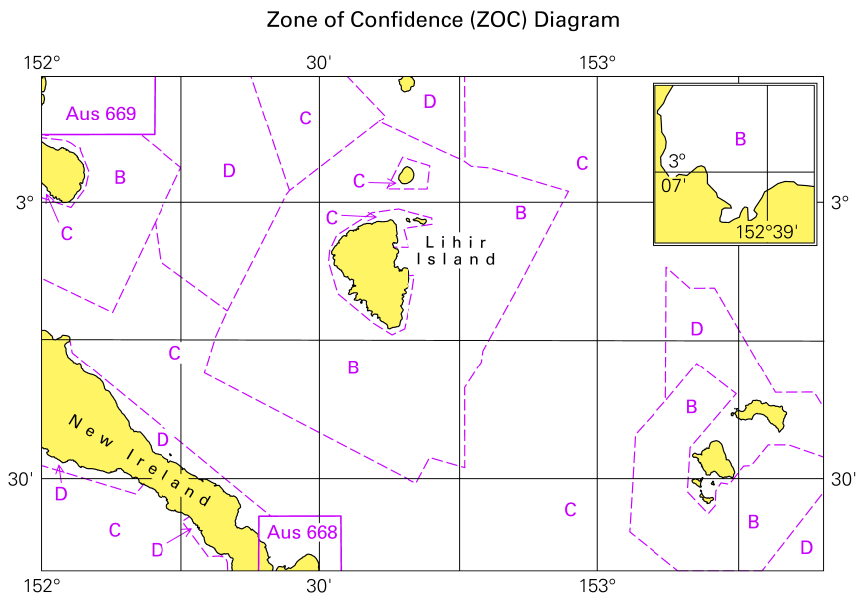 Zone of Confidence (ZOC) Diagram
152° 30' 153°
Aus 669
C
D
B
D
C
C
B
3°
07'
152°39'
B
C
C
B
3°
3°
Lihir
Island
D
C
B
B
D
New Ireland
30'
30'
D
C
D
Aus 668
C
B
D
152° 30' 153°